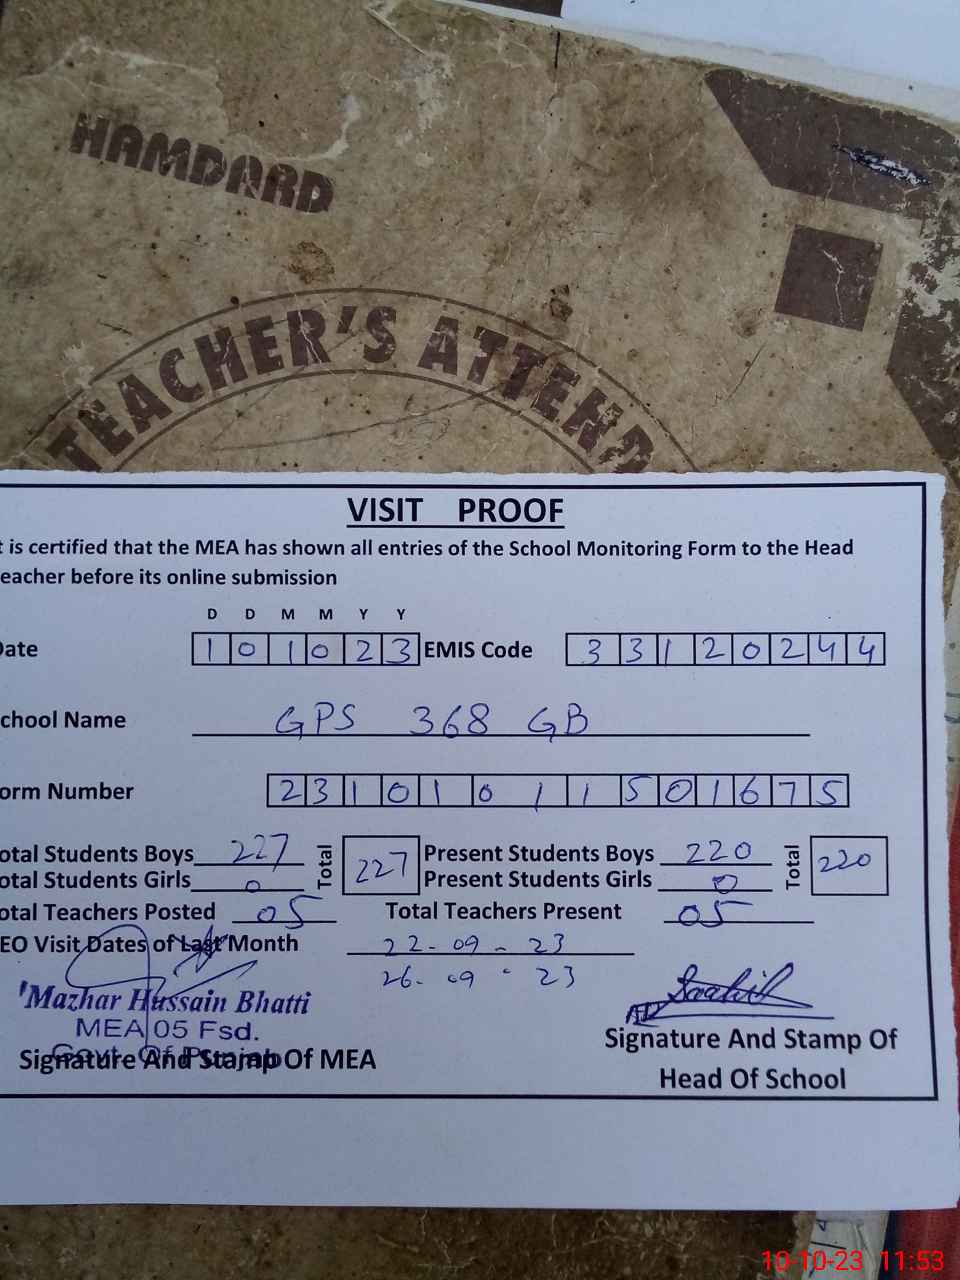 HAMDARD
TEACHER'S ATTEND
VISIT PROOF
t is certified that the MEA has shown all entries of the School Monitoring Form to the Head
eacher before its online submission
D D M M Y Y
Date 1 0 1 0 2 3 EMIS Code 3 3 1 2 0 2 4 4
chool Name GPS 368 GB
orm Number 2 3 1 0 1 0 1 1 5 0 1 6 7 5
otal Students Boys 227 Total 227 Present Students Boys 220 Total 220
otal Students Girls 0 Present Students Girls 0
otal Teachers Posted 05 Total Teachers Present 05
EO Visit Dates of Last Month 22-09-23
26-09-23
Mazhar Hussain Bhatti
MEA 05 Fsd.
Govt. Of Punjab
Signature And Stamp Of MEA
Signature And Stamp Of
Head Of School
10-10-23 11:53